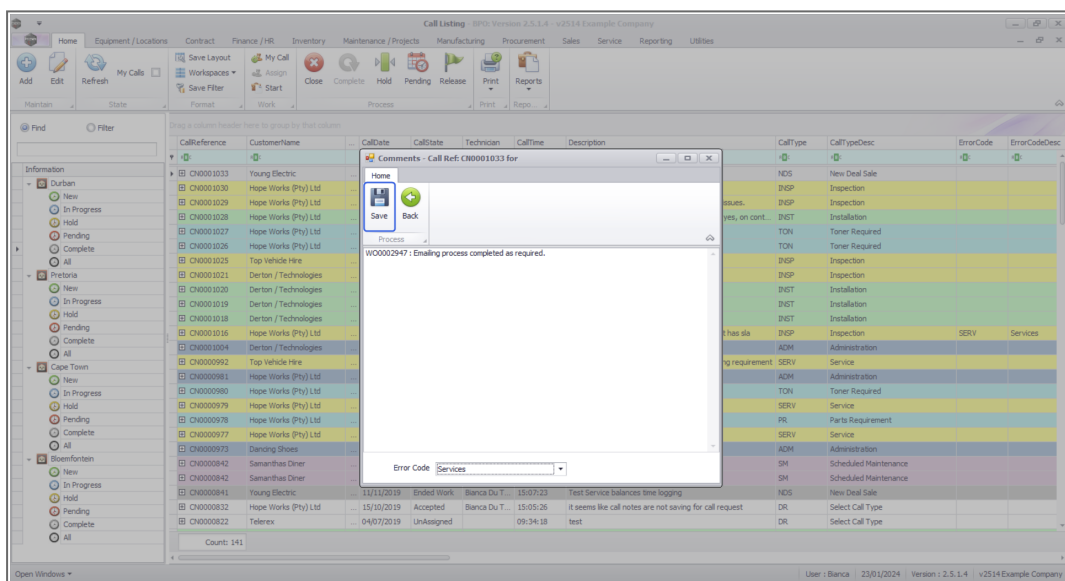 Call Listing - BPO: Version 2.5.1.4 - v2514 Example Company
Home Equipment / Locations Contract Finance / HR Inventory Maintenance / Projects Manufacturing Procurement Sales Service Reporting Utilities
Save Layout My Call
Workspaces Assign
Save Filter Start
Add Edit Refresh My Calls Close Complete Hold Pending Release Print Reports
Maintain State Format Work Process Print Repo...
Find Filter
Drag a column header here to group by that column
CallReference CustomerName ... CallDate CallState Technician CallTime Description CallType CallTypeDesc ErrorCode ErrorCodeDesc
Information
Durban
New
In Progress
Hold
Pending
Complete
All
Pretoria
New
In Progress
Hold
Pending
Complete
All
Cape Town
New
In Progress
Hold
Pending
Complete
All
Bloemfontein
New
In Progress
Hold
Pending
Complete
All
CN0001033 Young Electric ... NDS New Deal Sale
CN0001030 Hope Works (Pty) Ltd ... INSP Inspection
CN0001029 Hope Works (Pty) Ltd ... issues. INSP Inspection
CN0001028 Hope Works (Pty) Ltd ... yes, on cont... INST Installation
CN0001027 Hope Works (Pty) Ltd ... TON Toner Required
CN0001026 Hope Works (Pty) Ltd ... TON Toner Required
CN0001025 Top Vehicle Hire ... INSP Inspection
CN0001021 Derton / Technologies ... INSP Inspection
CN0001020 Derton / Technologies ... INST Installation
CN0001019 Derton / Technologies ... INST Installation
CN0001018 Derton / Technologies ... INST Installation
CN0001016 Hope Works (Pty) Ltd ... t has sla INSP Inspection SERV Services
CN0001004 Derton / Technologies ... ADM Administration
CN0000992 Top Vehicle Hire ... ng requirement SERV Service
CN0000981 Hope Works (Pty) Ltd ... ADM Administration
CN0000980 Hope Works (Pty) Ltd ... TON Toner Required
CN0000979 Hope Works (Pty) Ltd ... SERV Service
CN0000978 Hope Works (Pty) Ltd ... PR Parts Requirement
CN0000977 Hope Works (Pty) Ltd ... SERV Service
CN0000973 Dancing Shoes ... ADM Administration
CN0000842 Samanthas Diner ... SM Scheduled Maintenance
CN0000842 Samanthas Diner ... SM Scheduled Maintenance
CN0000841 Young Electric ... 11/11/2019 Ended Work Bianca Du T... 15:07:23 Test Service balances time logging NDS New Deal Sale
CN0000832 Hope Works (Pty) Ltd ... 15/10/2019 Accepted Bianca Du T... 15:05:26 it seems like call notes are not saving for call request DR Select Call Type
CN0000822 Telerex ... 04/07/2019 UnAssigned 09:34:18 test DR Select Call Type
Count: 141
Comments - Call Ref: CN0001033 for
Home
Save Back
Process
WO0002947 : Emailing process completed as required.
Error Code Services
Open Windows User : Bianca 23/01/2024 Version : 2.5.1.4 v2514 Example Company